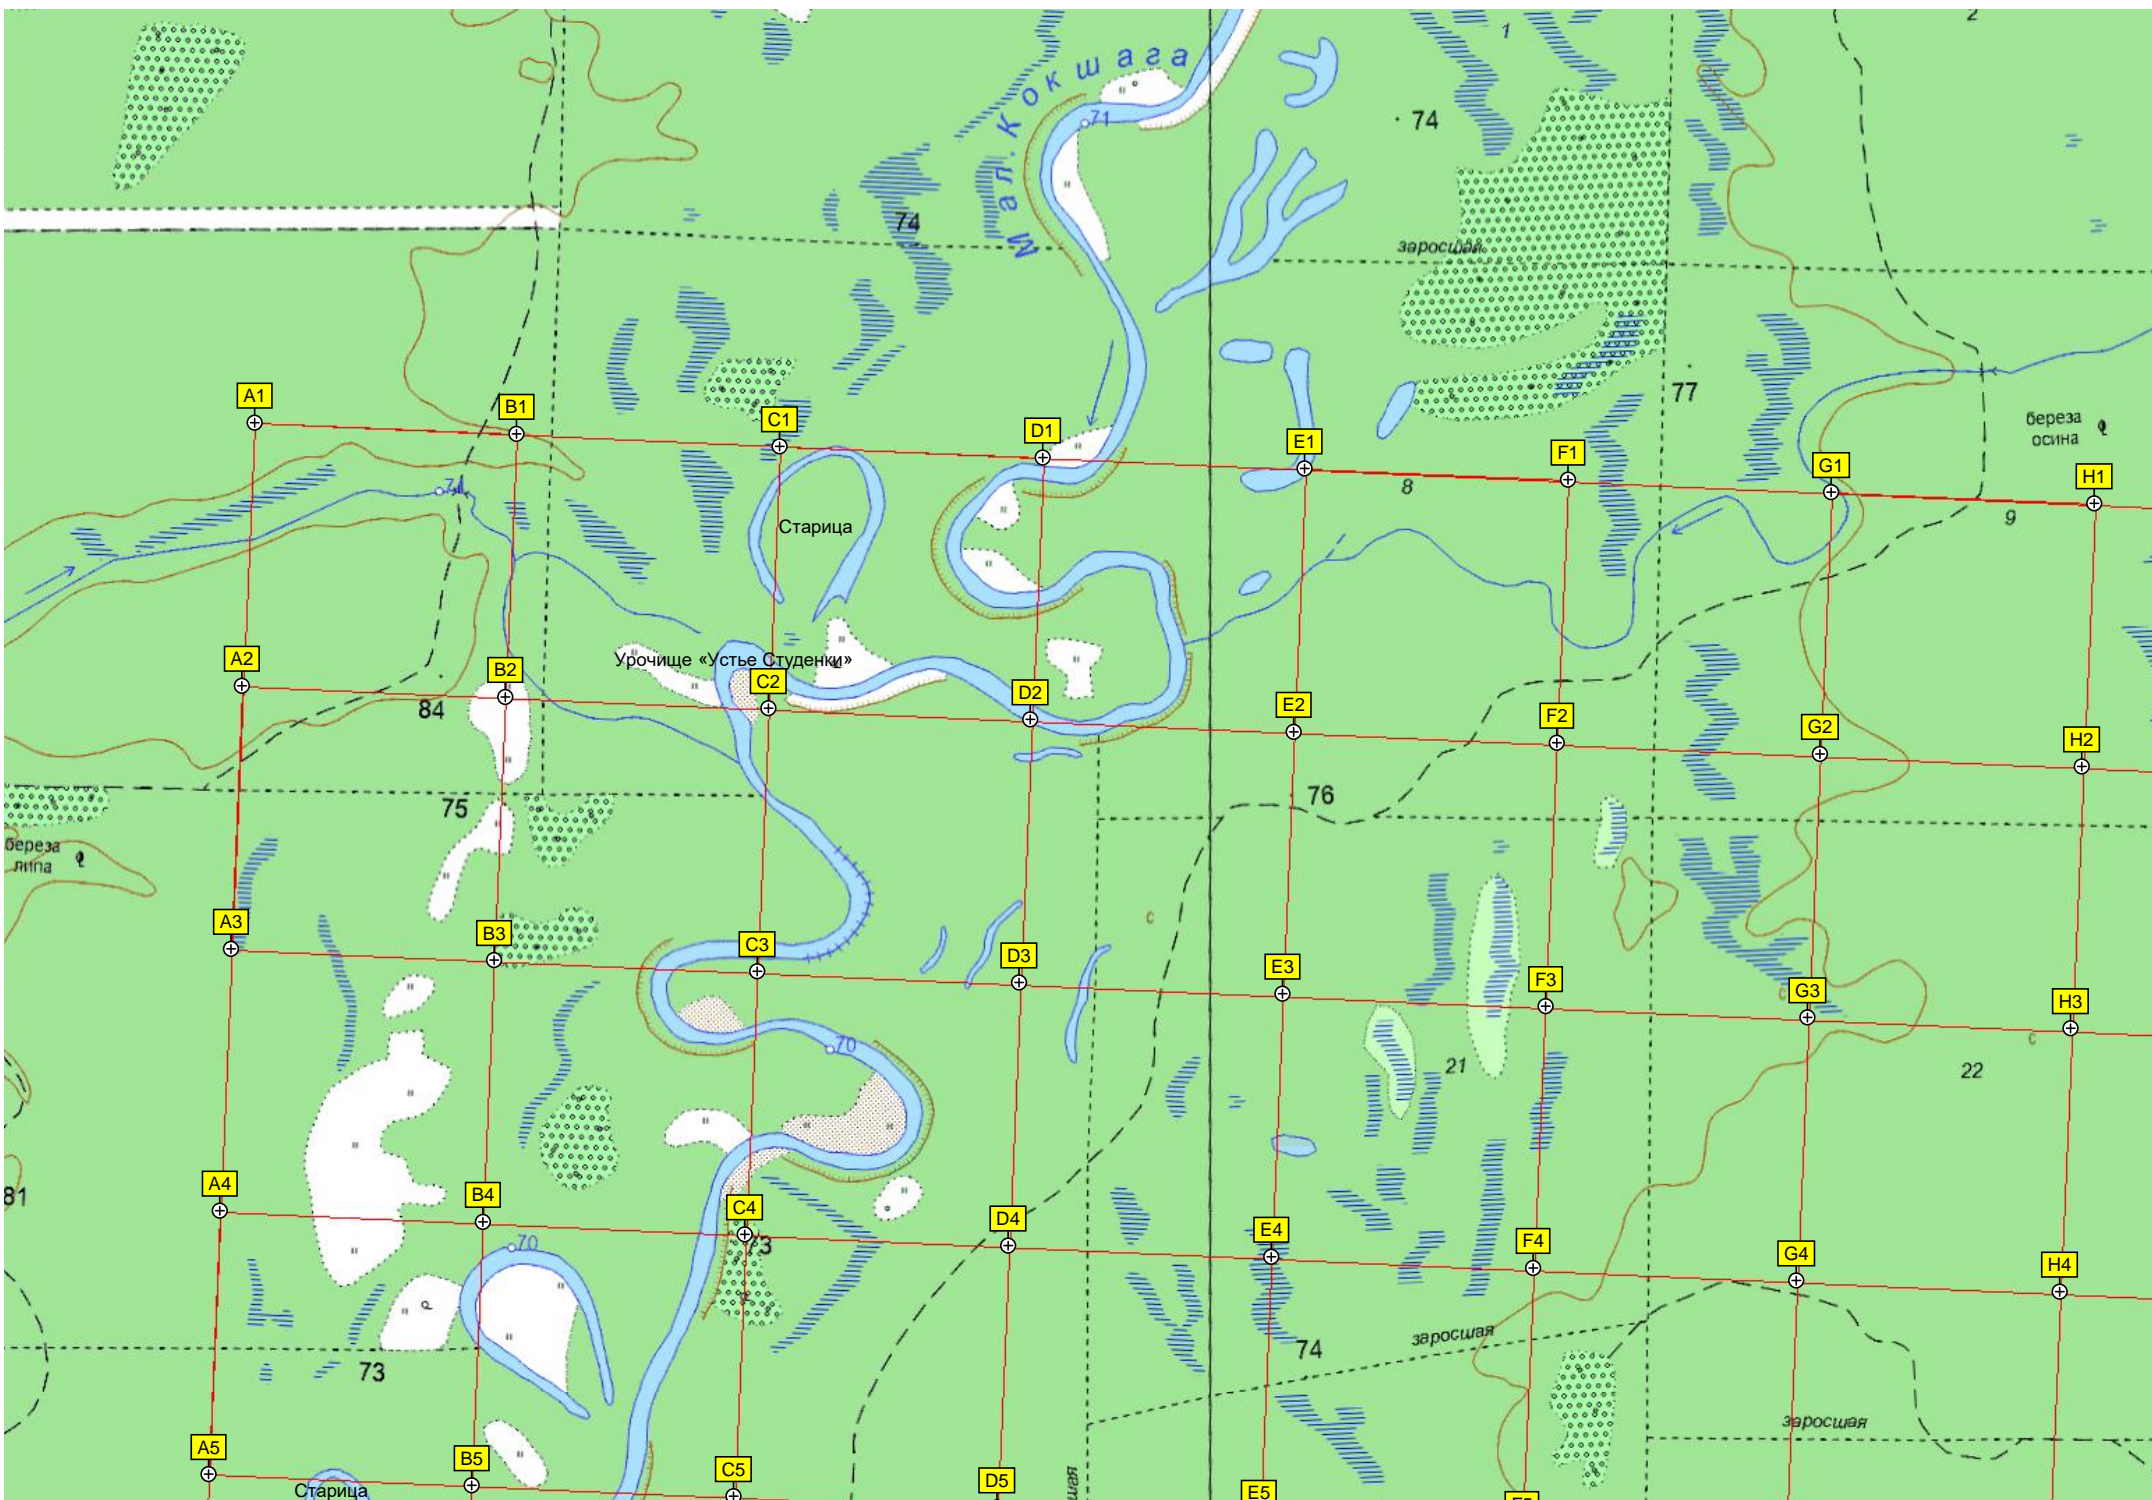 1
2
Мал. Кокшага
71
74
74
заросшая
77
A1
B1
C1
D1
E1
F1
G1
H1
береза
осина
8
9
71
Старица
A2
B2
C2
D2
E2
F2
G2
H2
Урочище «Устье Студенки»
84
75
76
береза
липа
A3
B3
C3
D3
E3
F3
G3
H3
с
с
с
70
21
22
81
A4
B4
C4
D4
E4
F4
G4
H4
73
70
73
74
заросшая
заросшая
A5
B5
C5
D5
E5
Старица